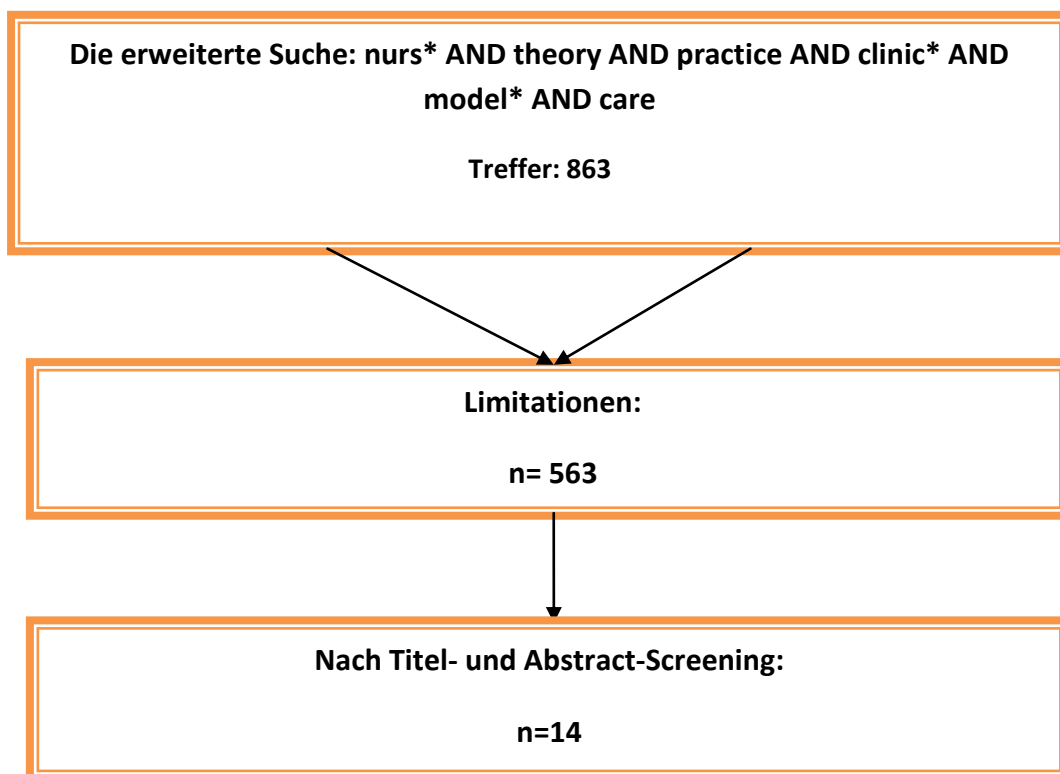 Die erweiterte Suche: nurs* AND theory AND practice AND clinic* AND
model* AND care
Treffer: 863
Limitationen:
n= 563
Nach Titel- und Abstract-Screening:
n=14